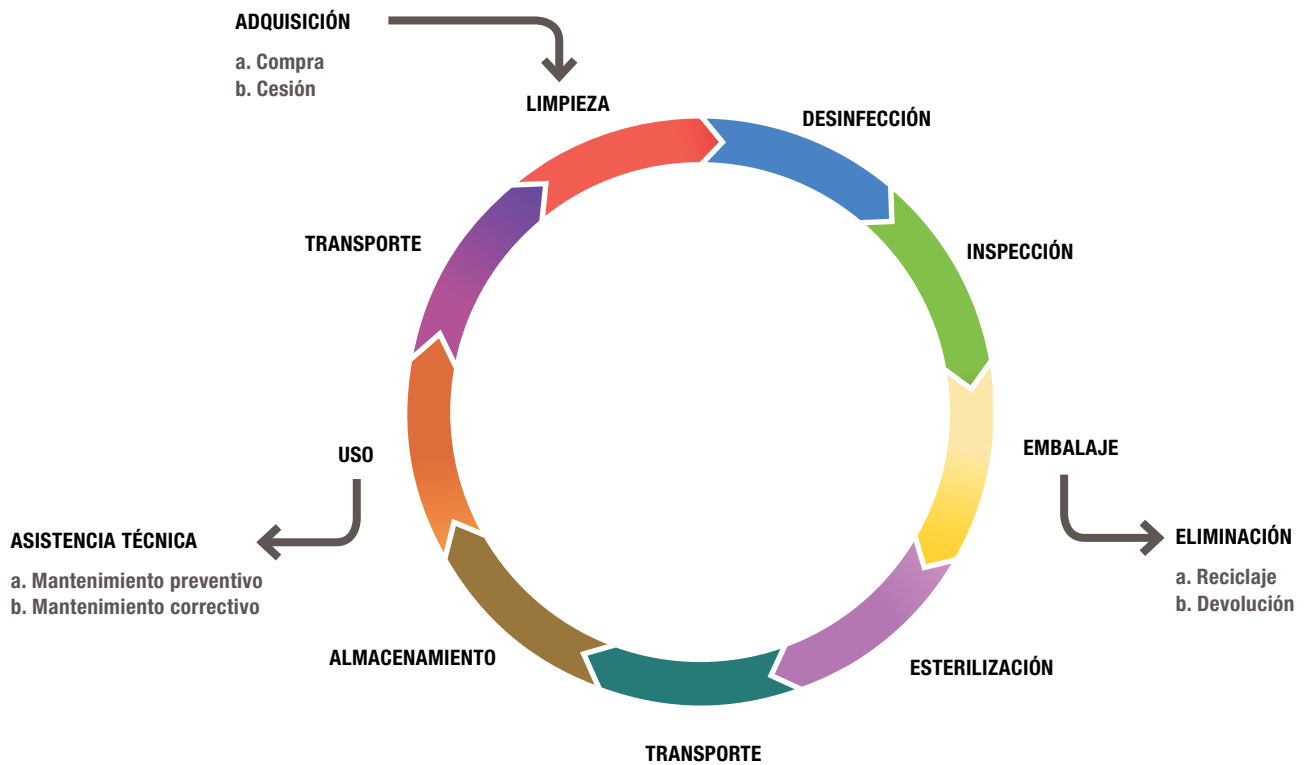 ADQUISICIÓN
a. Compra
b. Cesión
LIMPIEZA
DESINFECCIÓN
INSPECCIÓN
EMBALAJE
ELIMINACIÓN
a. Reciclaje
b. Devolución
ESTERILIZACIÓN
TRANSPORTE
ALMACENAMIENTO
USO
ASISTENCIA TÉCNICA
a. Mantenimiento preventivo
b. Mantenimiento correctivo
TRANSPORTE